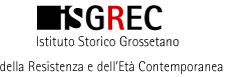 isGREC
Istituto Storico Grossetano
della Resistenza e dell'Età Contemporanea